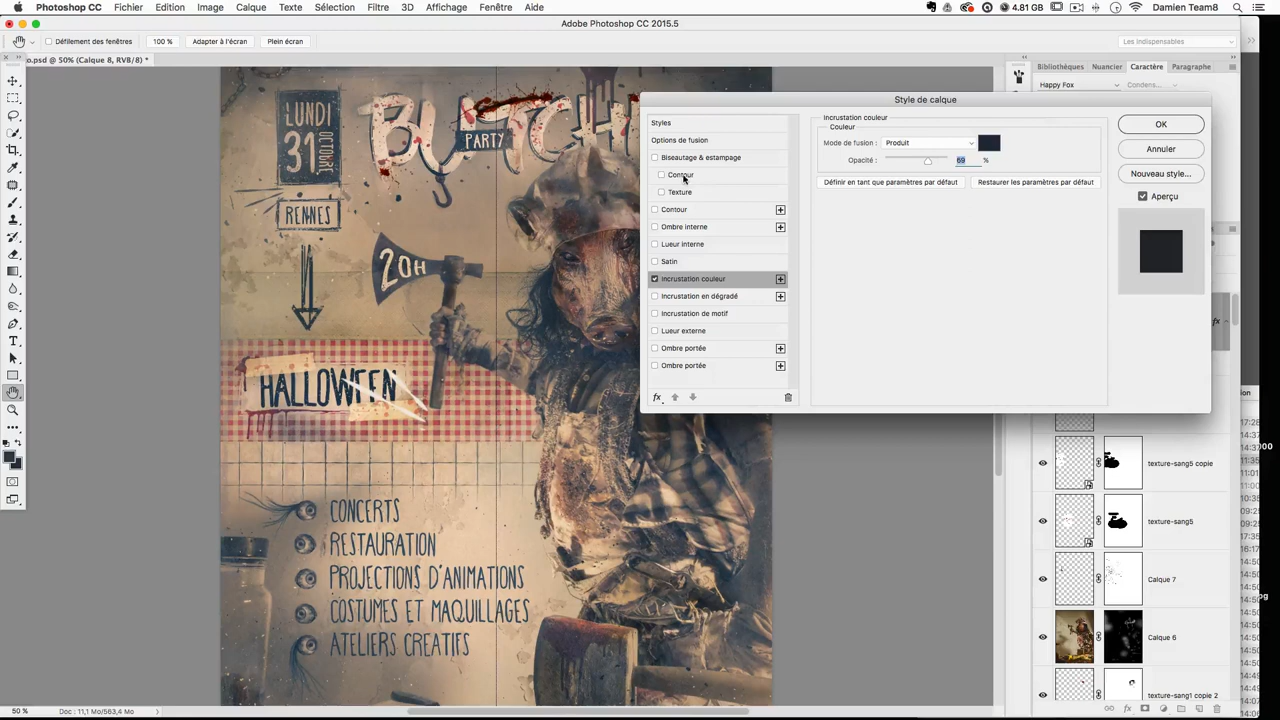 Photoshop CC Fichier Edition Image Calque Texte Sélection Filtre 3D Affichage Fenêtre Aide
4.81 GB Damien Team8
Adobe Photoshop CC 2015.5
Défilement des fenêtres 100 % Adapter à l'écran Plein écran Les indispensables
o.psd @ 50% (Calque 8, RVB/8) *
Bibliothèques Nuancier Caractère Paragraphe
Happy Fox Condens...
LUNDI
31
OCTOBRE
RENNES
PARTY
20H
HALLOWEEN
CONCERTS
RESTAURATION
PROJECTIONS D'ANIMATIONS
COSTUMES ET MAQUILLAGES
ATELIERS CREATIFS
Style de calque
Styles
Options de fusion
Biseautage & estampage
Contour
Texture
Contour
Ombre interne
Lueur interne
Satin
Incrustation couleur
Incrustation en dégradé
Incrustation de motif
Lueur externe
Ombre portée
Ombre portée
fx
Incrustation couleur
Couleur
Mode de fusion : Produit
Opacité : 69 %
Définir en tant que paramètres par défaut
Restaurer les paramètres par défaut
OK
Annuler
Nouveau style...
Aperçu
fx
texture-sang5 copie
texture-sang5
Calque 7
Calque 6
texture-sang1 copie 2
fx
50 % Doc : 11,1 Mo/563,4 Mo